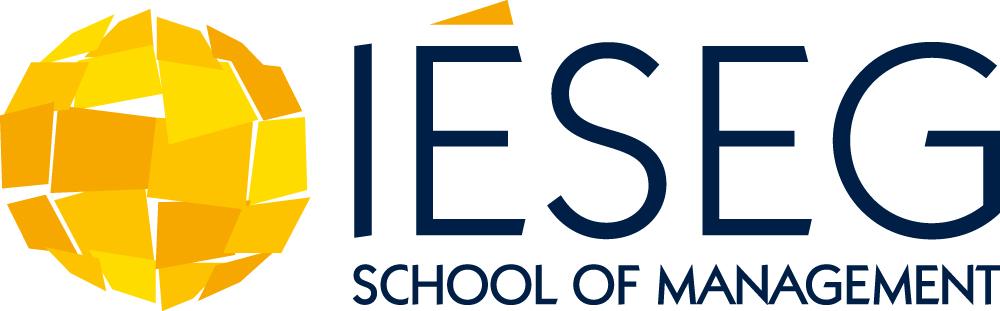 IÉSEG
SCHOOL OF MANAGEMENT